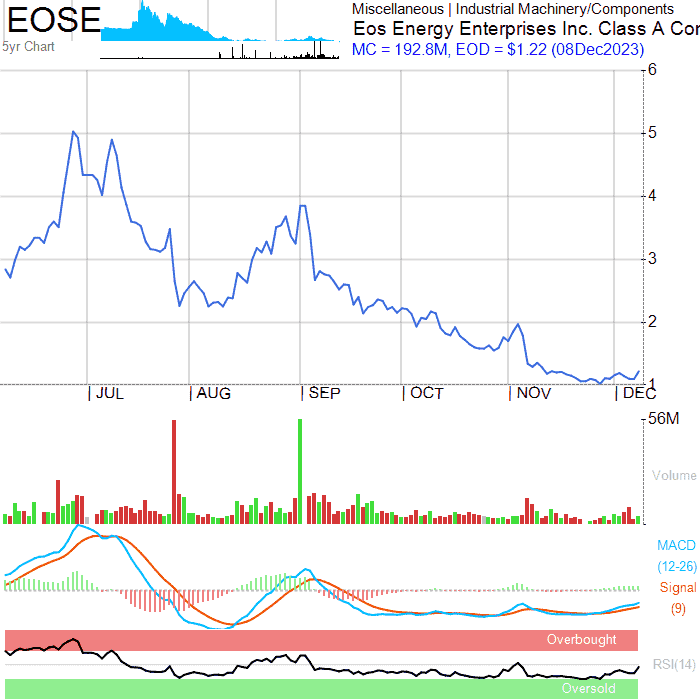 EOSE
5yr Chart
Miscellaneous | Industrial Machinery/Components
Eos Energy Enterprises Inc. Class A Cor
MC = 192.8M, EOD = $1.22 (08Dec2023)
6
5
4
3
2
1
JUL AUG SEP OCT NOV DEC
56M
Volume
MACD
(12-26)
Signal
(9)
Overbought
RSI(14)
Oversold